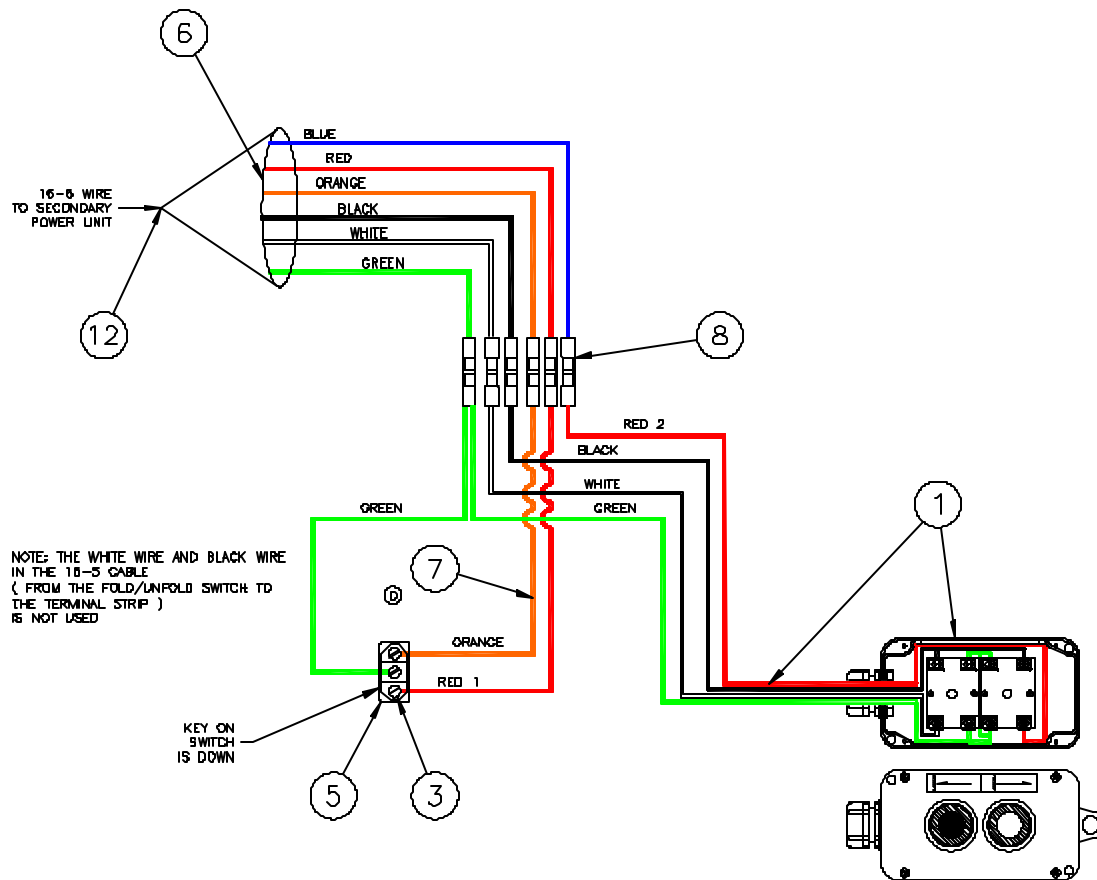 6
BLUE
RED
ORANGE
16-6 WIRE
TO SECONDARY
POWER UNIT
BLACK
WHITE
GREEN
12
8
RED 2
BLACK
WHITE
GREEN
GREEN
1
NOTE: THE WHITE WIRE AND BLACK WIRE
IN THE 16-5 CABLE
( FROM THE FOLD/UNFOLD SWITCH TO
THE TERMINAL STRIP )
IS NOT USED
7
D
ORANGE
RED 1
KEY ON
SWITCH
IS DOWN
5
3